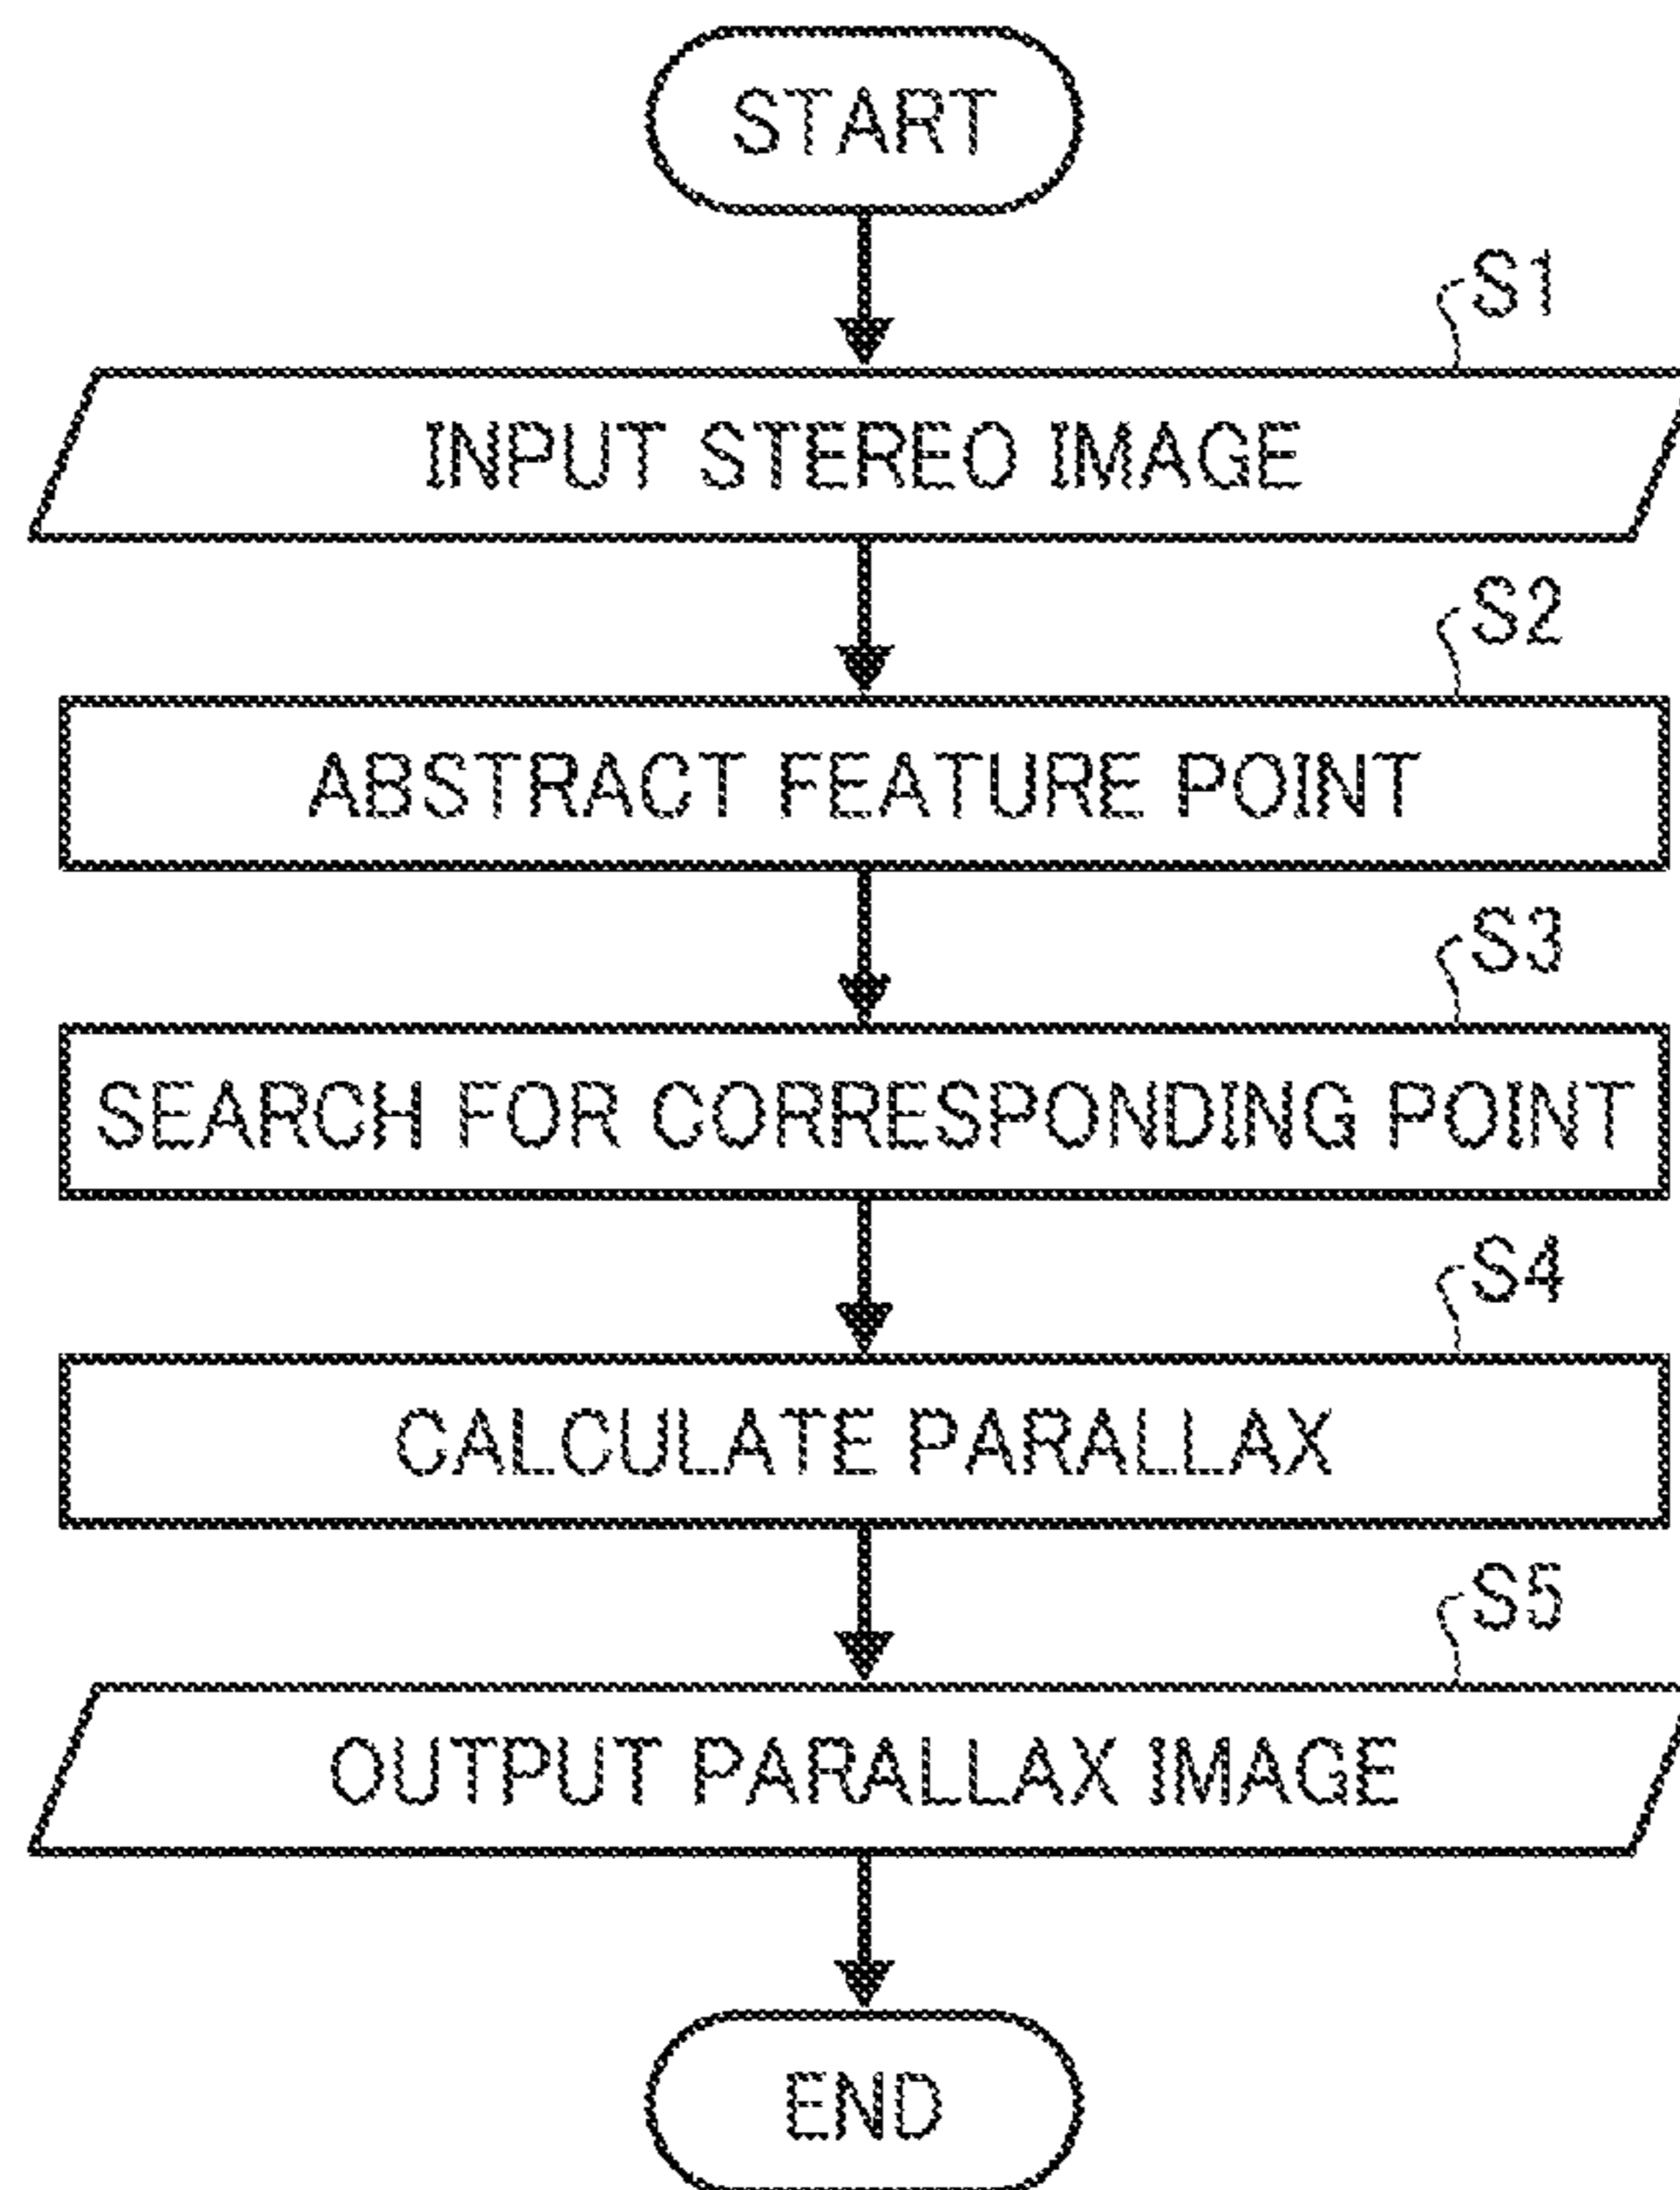 START
S1
INPUT STEREO IMAGE
S2
ABSTRACT FEATURE POINT
S3
SEARCH FOR CORRESPONDING POINT
S4
CALCULATE PARALLAX
S5
OUTPUT PARALLAX IMAGE
END